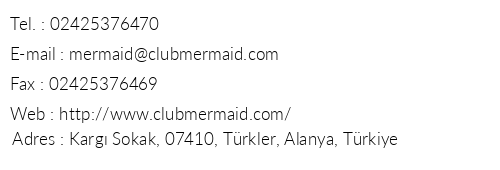 Tel. : 02425376470
E-mail : mermaid@clubmermaid.com
Fax : 02425376469
Web : http://www.clubmermaid.com/
Adres : Kargı Sokak, 07410, Türkler, Alanya, Türkiye